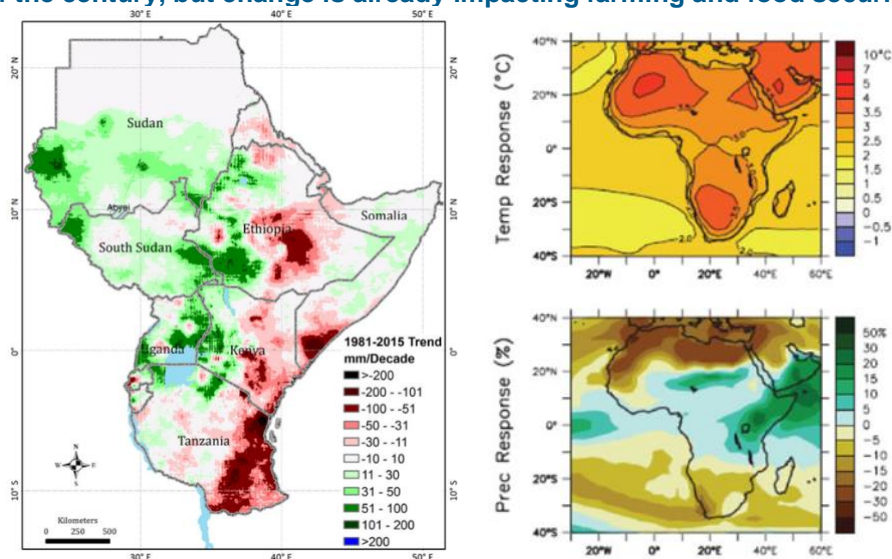 the century, but change is already impacting farming and food secur
30°E
40°E
50°E
20°N
20°N
Sudan
Abyei
10°N
10°N
Somalia
Ethiopia
South Sudan
Uganda
Kenya
0°
0°
Tanzania
10°S
10°S
1981-2015 Trend
mm/Decade
>-200
-200 - -101
-100 - -51
-50 - -31
-30 - -11
-10 - 10
11 - 30
31 - 50
51 - 100
101 - 200
>200
N
W E
S
Kilometers
0 250 500
30°E
40°E
50°E
Temp Response (°C)
40°N
20°N
0°
20°S
40°S
20°W 0° 20°E 40°E 60°E
3.0
2.0
2.0
10°C
7
5
4
3.5
3
2.5
2
1.5
1
0.5
0
-0.5
-1
Prec Response (%)
40°N
20°N
0°
20°S
40°S
20°W 0° 20°E 40°E 60°E
50%
30
20
15
10
5
0
-5
-10
-15
-20
-30
-50